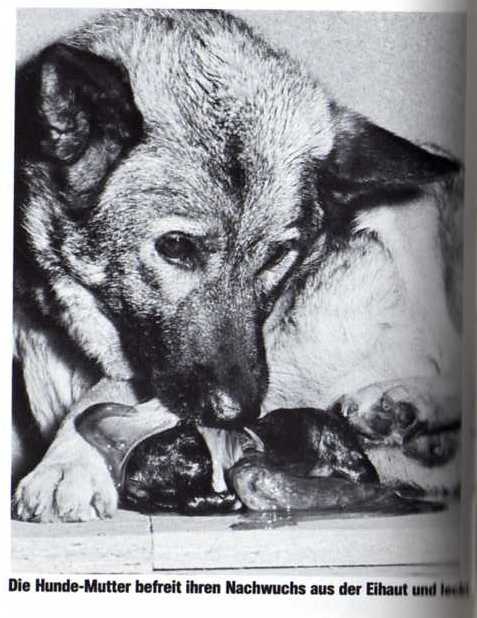 Die Hunde-Mutter befreit ihren Nachwuchs aus der Eihaut und